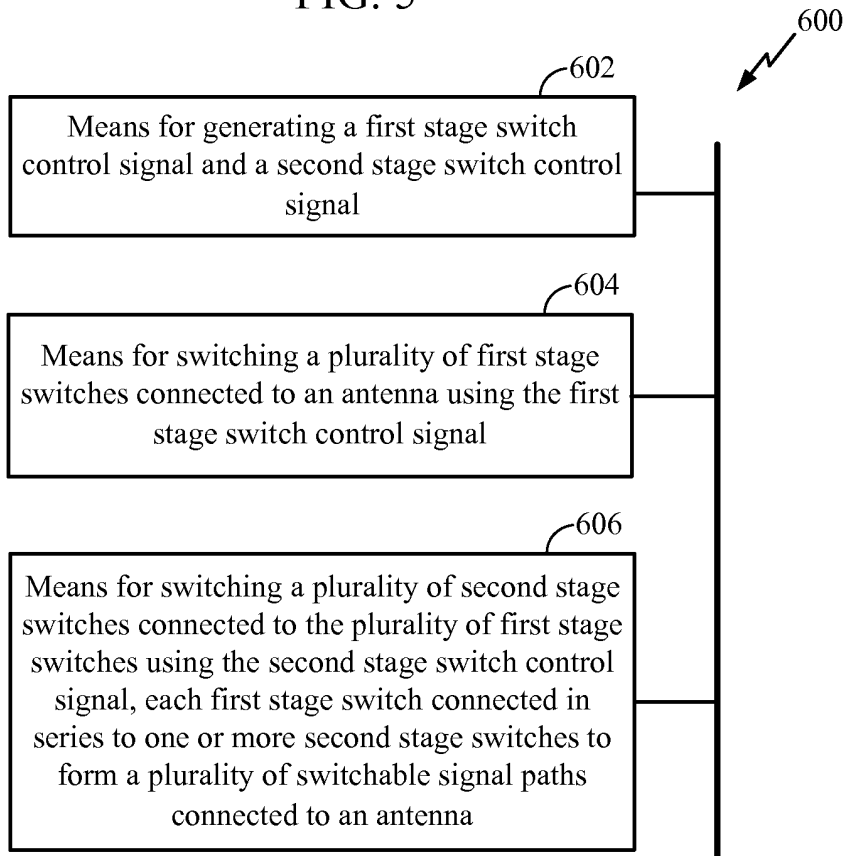 FIG. 5
600
602
Means for generating a first stage switch
control signal and a second stage switch control
signal
604
Means for switching a plurality of first stage
switches connected to an antenna using the first
stage switch control signal
606
Means for switching a plurality of second stage
switches connected to the plurality of first stage
switches using the second stage switch control
signal, each first stage switch connected in
series to one or more second stage switches to
form a plurality of switchable signal paths
connected to an antenna